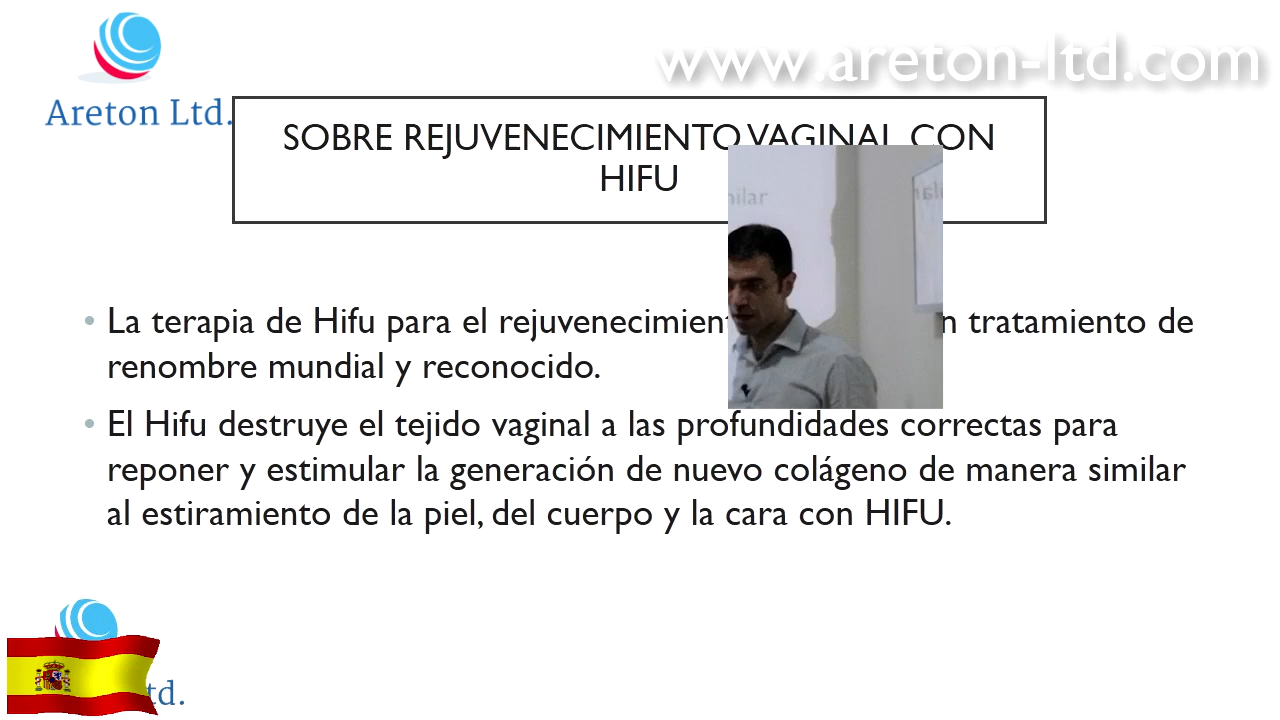 www.areton-ltd.com
Areton Ltd.
SOBRE REJUVENECIMIENTO VAGINAL CON
HIFU
milar
• La terapia de Hifu para el n tratamiento de
renombre mundial y reconocido.
• El Hifu destruye el tejido vaginal a las profundidades correctas para
reponer y estimular la generación de nuevo colágeno de manera similar
al estiramiento de la piel, del cuerpo y la cara con HIFU.
td.